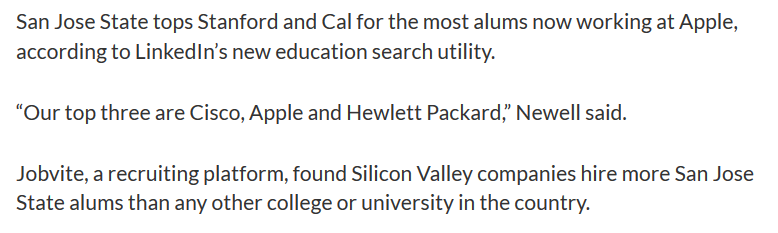 San Jose State tops Stanford and Cal for the most alums now working at Apple,
according to LinkedIn’s new education search utility.
“Our top three are Cisco, Apple and Hewlett Packard,” Newell said.
Jobvite, a recruiting platform, found Silicon Valley companies hire more San Jose
State alums than any other college or university in the country.